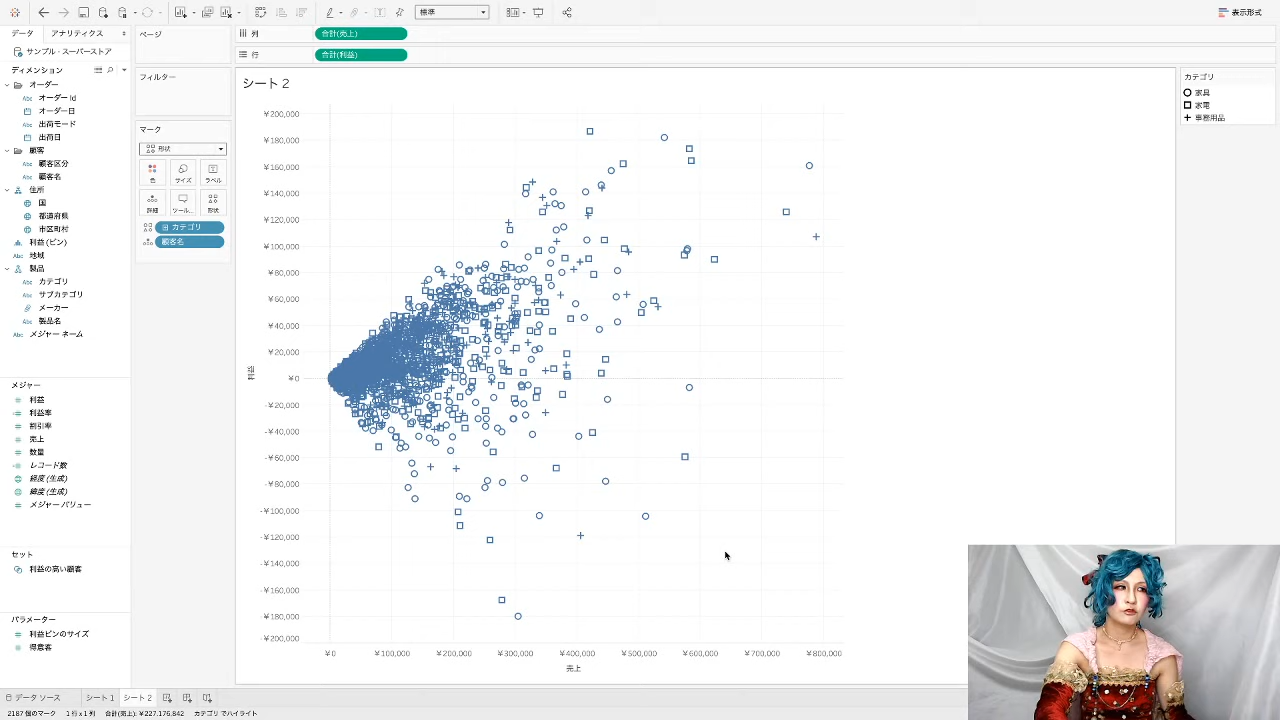 標準
表示形式
データ
アナリティクス
ページ
列
合計(売上)
行
合計(利益)
サンプル - スーパーストア
ディメンション
オーダー
Abc オーダー Id
オーダー日
Abc 出荷モード
出荷日
顧客
Abc 顧客区分
Abc 顧客名
住所
国
都道府県
市区町村
利益 (ビン)
Abc 地域
製品
Abc カテゴリ
Abc サブカテゴリ
メーカー
Abc 製品名
Abc メジャー ネーム
メジャー
利益
利益率
割引率
売上
数量
レコード数
経度 (生成)
緯度 (生成)
メジャー バリュー
セット
利益の高い顧客
パラメーター
利益ビンのサイズ
得意客
フィルター
マーク
形状
色
サイズ
ラベル
詳細
ツール...
形状
カテゴリ
顧客名
シート 2
¥200,000
¥180,000
¥160,000
¥140,000
¥120,000
¥100,000
¥80,000
¥60,000
¥40,000
¥20,000
¥0
-¥20,000
-¥40,000
-¥60,000
-¥80,000
-¥100,000
-¥120,000
-¥140,000
-¥160,000
-¥180,000
-¥200,000
利益
¥0
¥100,000
¥200,000
¥300,000
¥400,000
¥500,000
¥600,000
¥700,000
¥800,000
売上
カテゴリ
家具
家電
事務用品
データ ソース
シート 1
シート 2
2187 個のマーク
1 行 x 1 列
合計(売上): ¥227,176,842
カテゴリ でハイライト